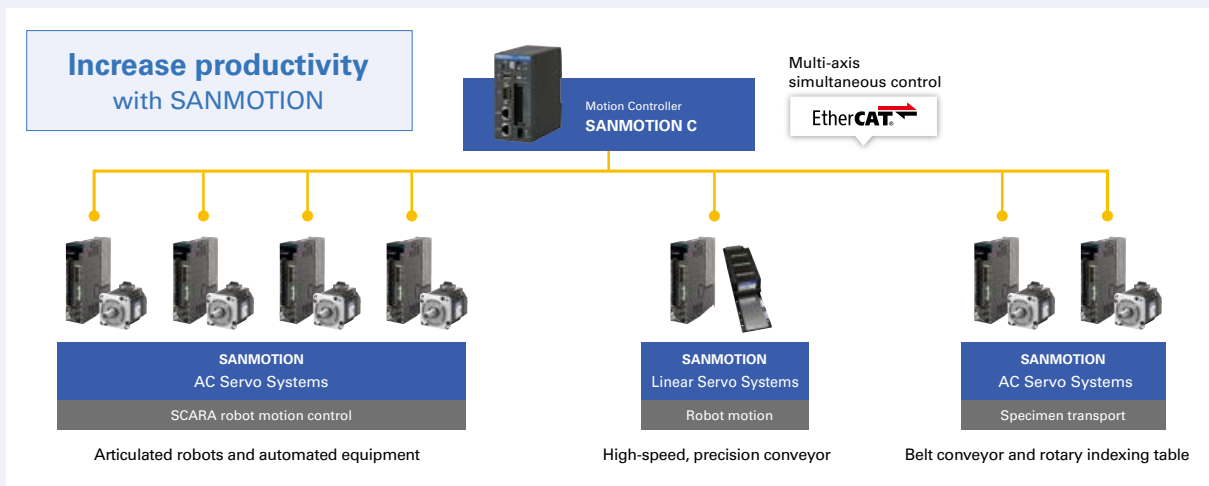 Increase productivity
with SANMOTION
Motion Controller
SANMOTION C
Multi-axis
simultaneous control
EtherCAT®
SANMOTION
AC Servo Systems
SCARA robot motion control
Articulated robots and automated equipment
SANMOTION
Linear Servo Systems
Robot motion
High-speed, precision conveyor
SANMOTION
AC Servo Systems
Specimen transport
Belt conveyor and rotary indexing table